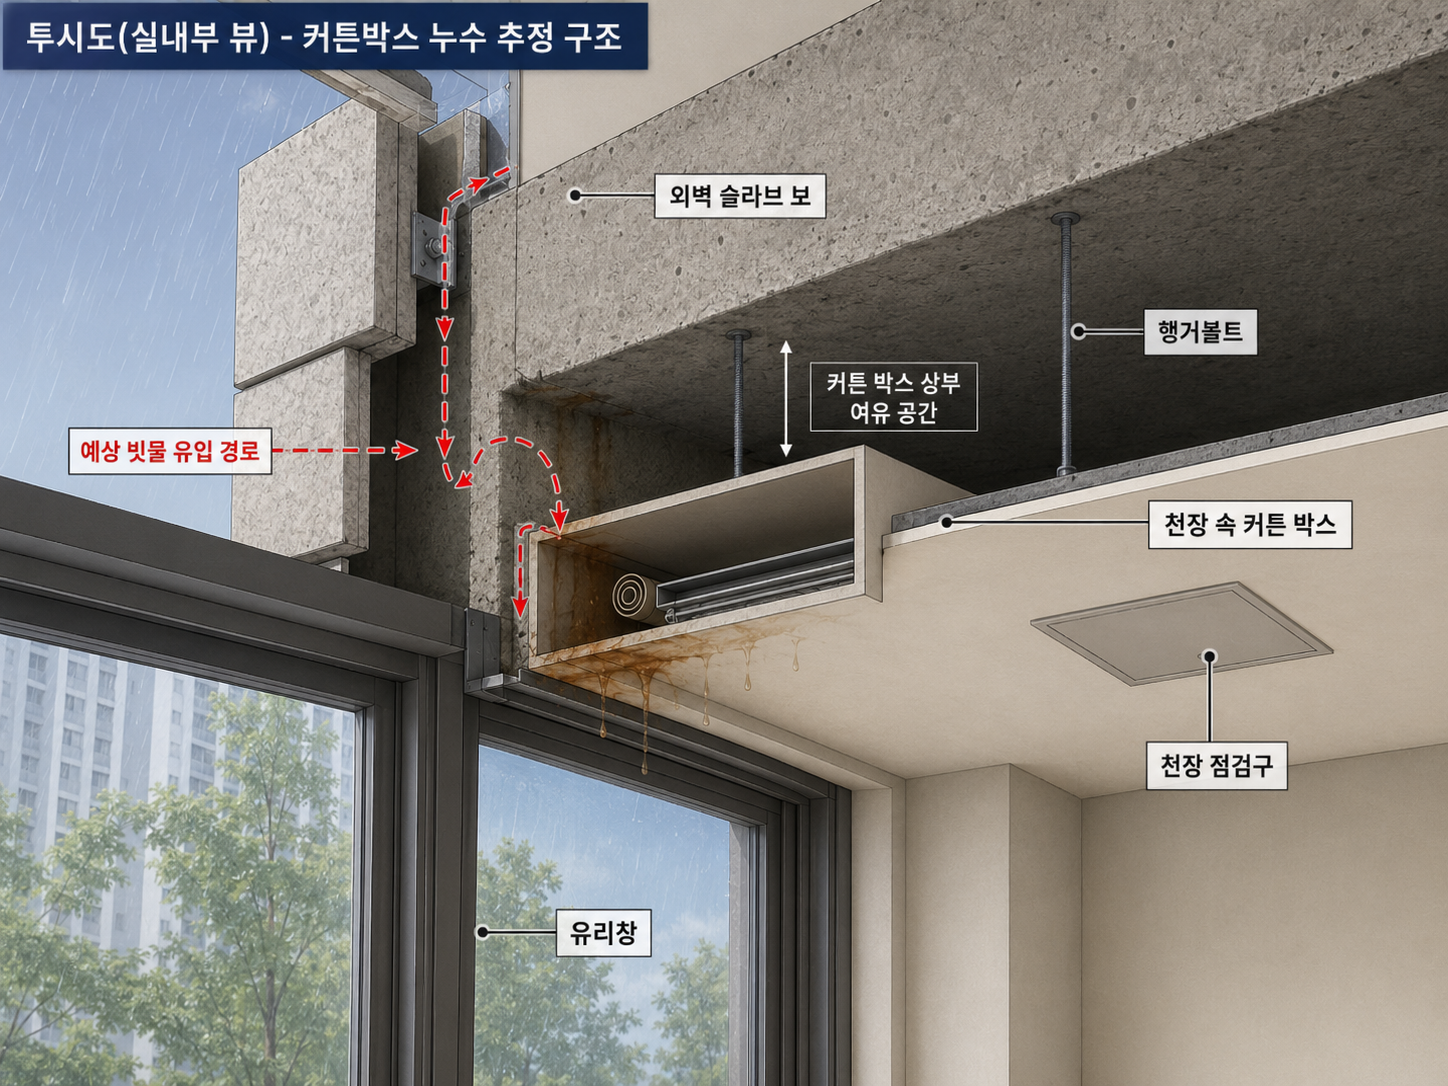 투시도(실내부 뷰) - 커튼박스 누수 추정 구조
외벽 슬라브 보
행거볼트
커튼 박스 상부
여유 공간
예상 빗물 유입 경로
천장 속 커튼 박스
천장 점검구
유리창